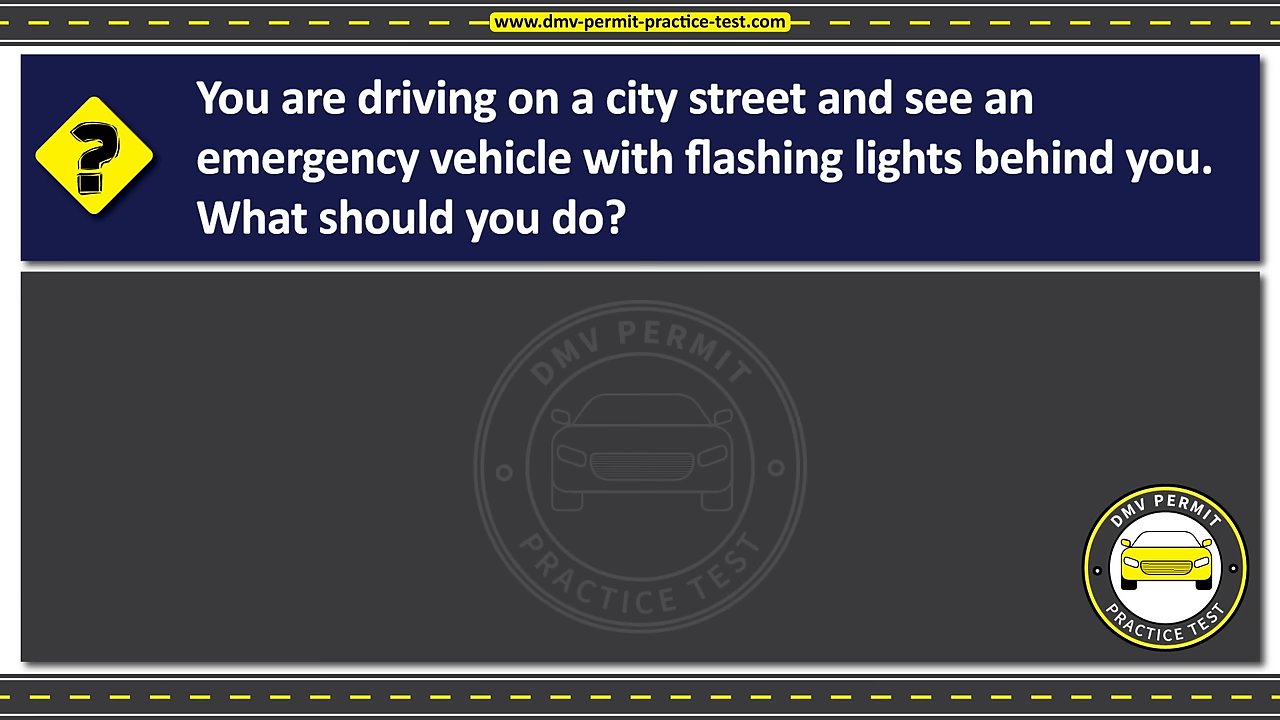 www.dmv-permit-practice-test.com
You are driving on a city street and see an
emergency vehicle with flashing lights behind you.
What should you do?
?
DMV PERMIT
PRACTICE TEST
DMV PERMIT
PRACTICE TEST